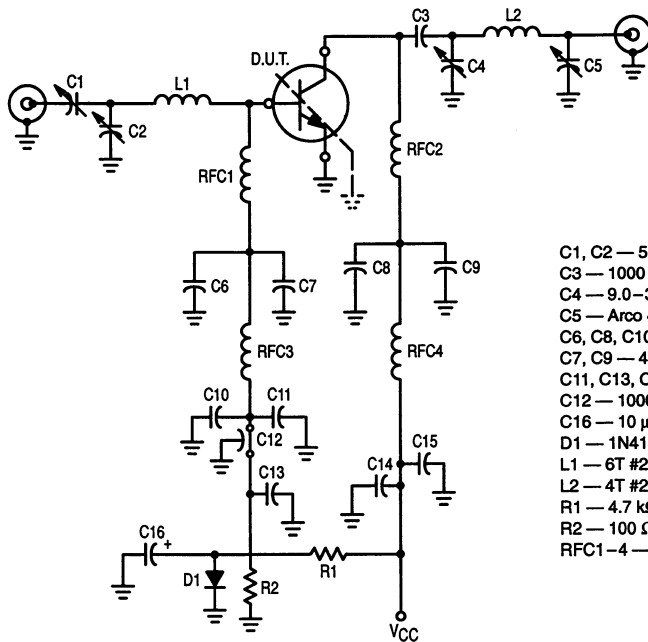 C3
L2
D.U.T.
C1
L1
C4
C5
C2
RFC1
RFC2
C6
C7
C8
C9
RFC3
RFC4
C10
C11
C12
C13
C14
C15
C16
+
D1
R2
R1
VCC
C1, C2 — 5
C3 — 1000
C4 — 9.0–3
C5 — Arco
C6, C8, C10
C7, C9 — 4
C11, C13, C
C12 — 1000
C16 — 10 μ
D1 — 1N41
L1 — 6T #2
L2 — 4T #2
R1 — 4.7 kΩ
R2 — 100 Ω
RFC1–4 —